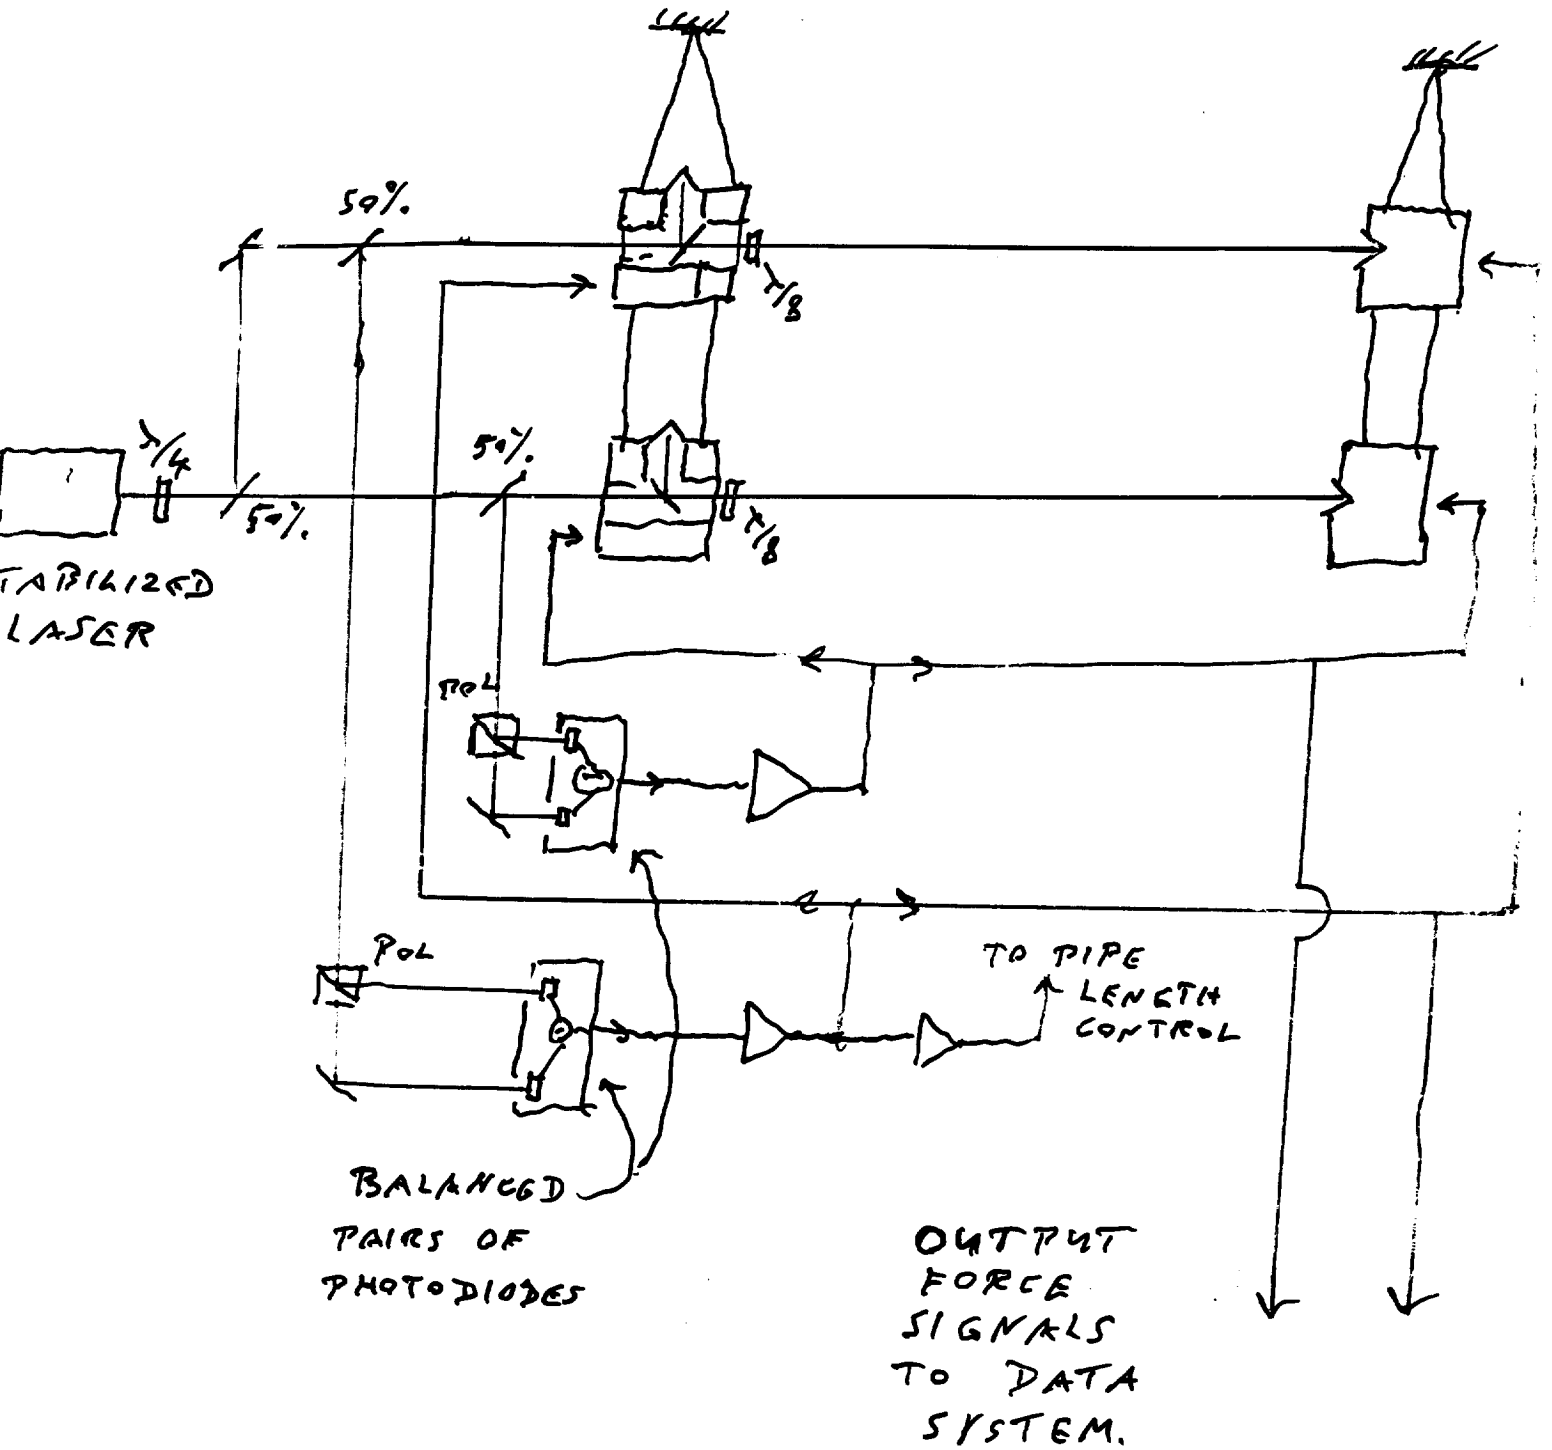 50%.
λ/8
λ/4
50%.
50%.
λ/8
TABILIZED
LASER
POL
POL
TO PIPE
LENGTH
CONTROL
BALANCED
PAIRS OF
PHOTODIODES
OUTPUT
FORCE
SIGNALS
TO DATA
SYSTEM.